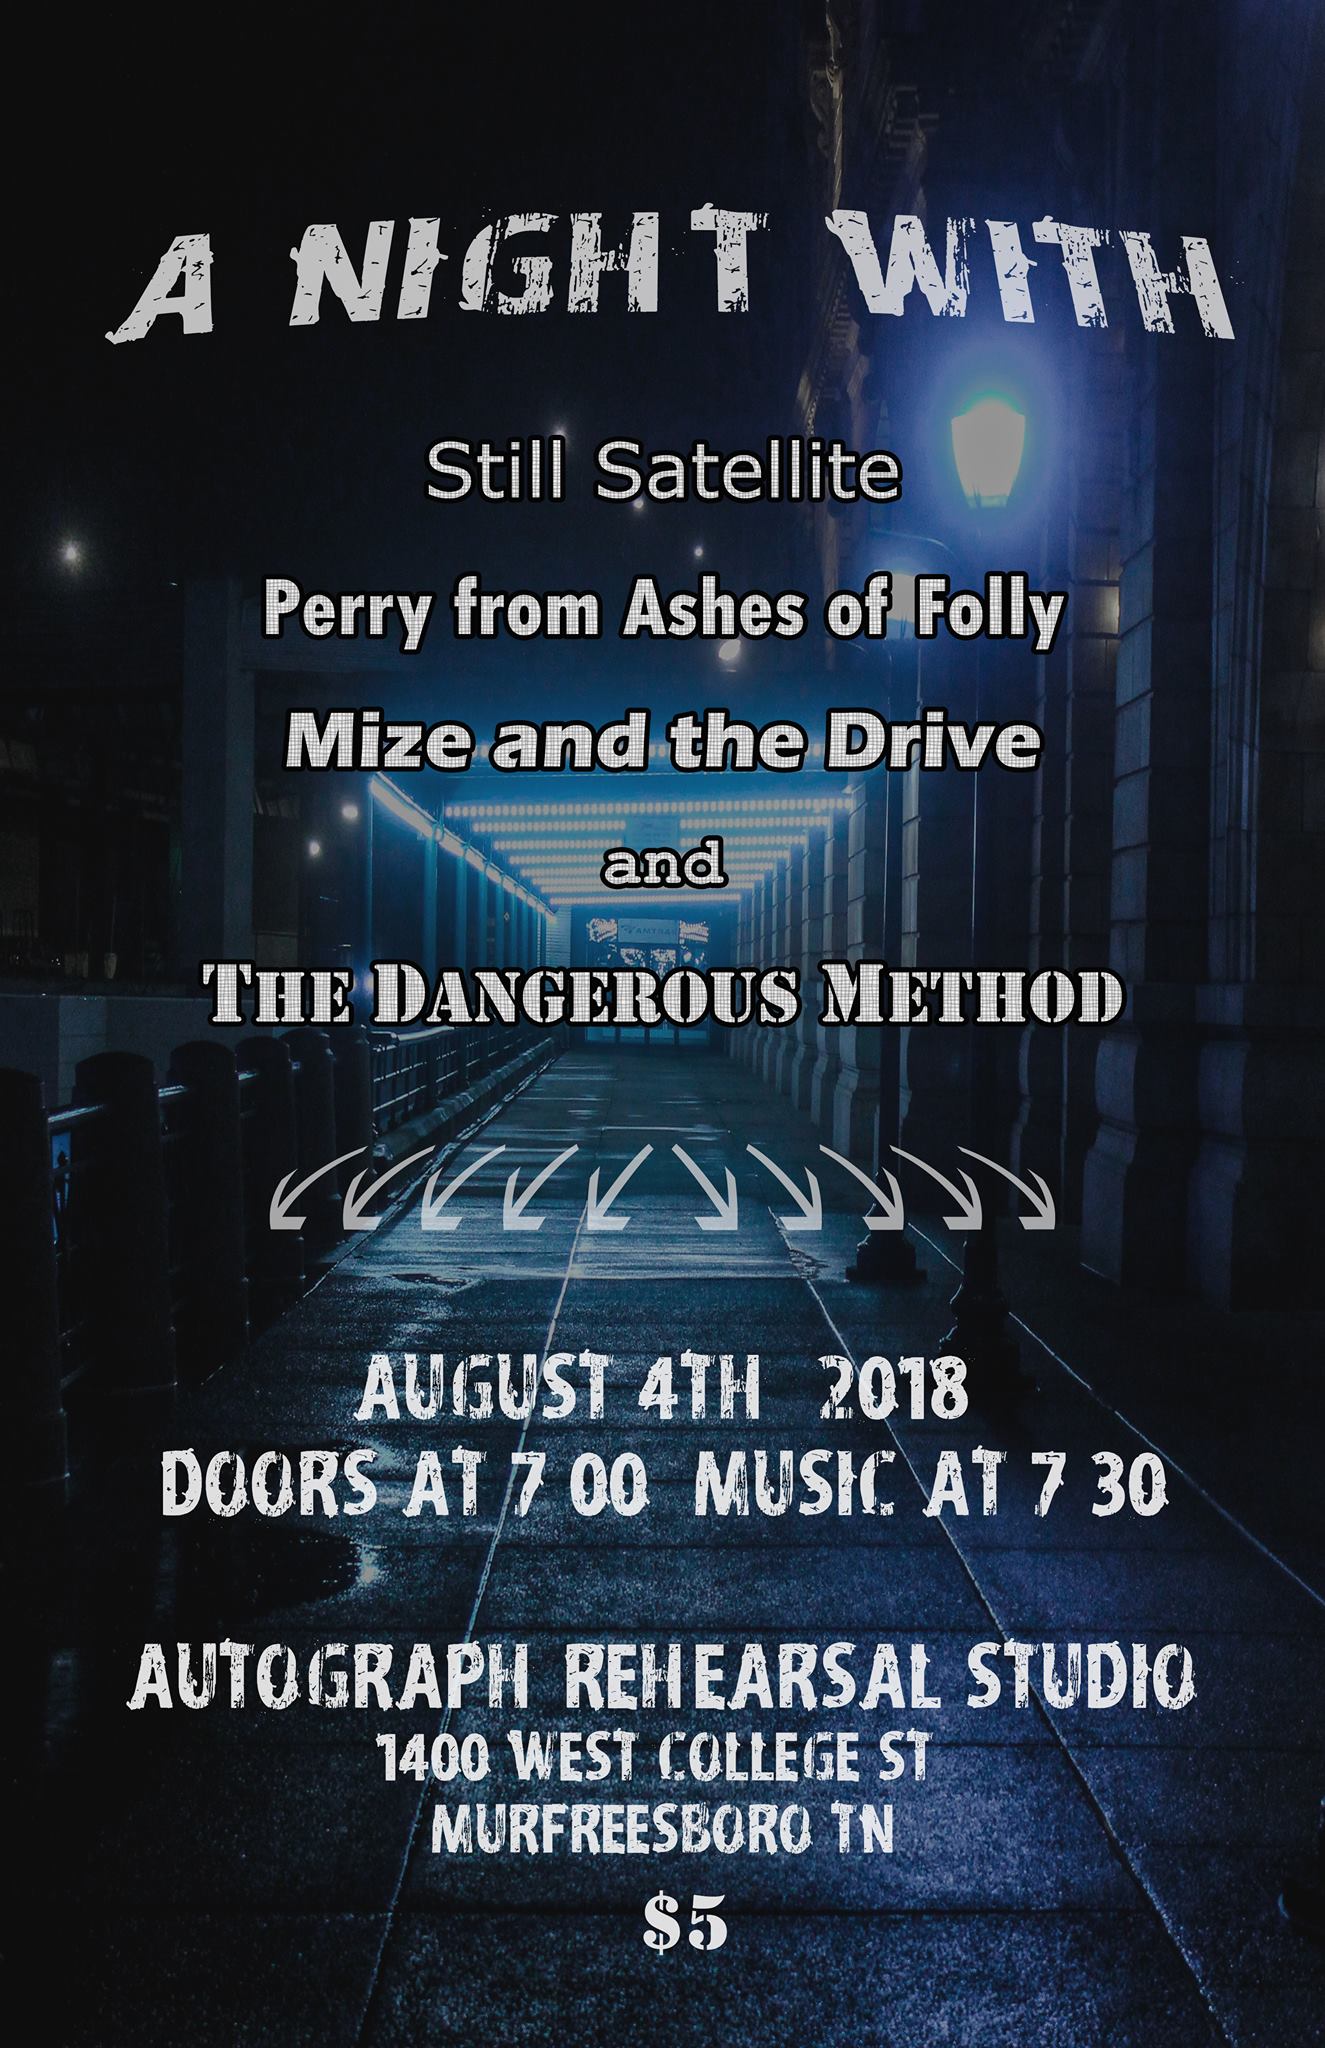 A NIGHT WITH
Still Satellite
Perry from Ashes of Folly
Mize and the Drive
and
AMTRAK
THE DANGEROUS METHOD
AUGUST 4TH 2018
DOORS AT 7 00 MUSIC AT 7 30
AUTOGRAPH REHEARSAL STUDIO
1400 WEST COLLEGE ST
MURFREESBORO TN
$5